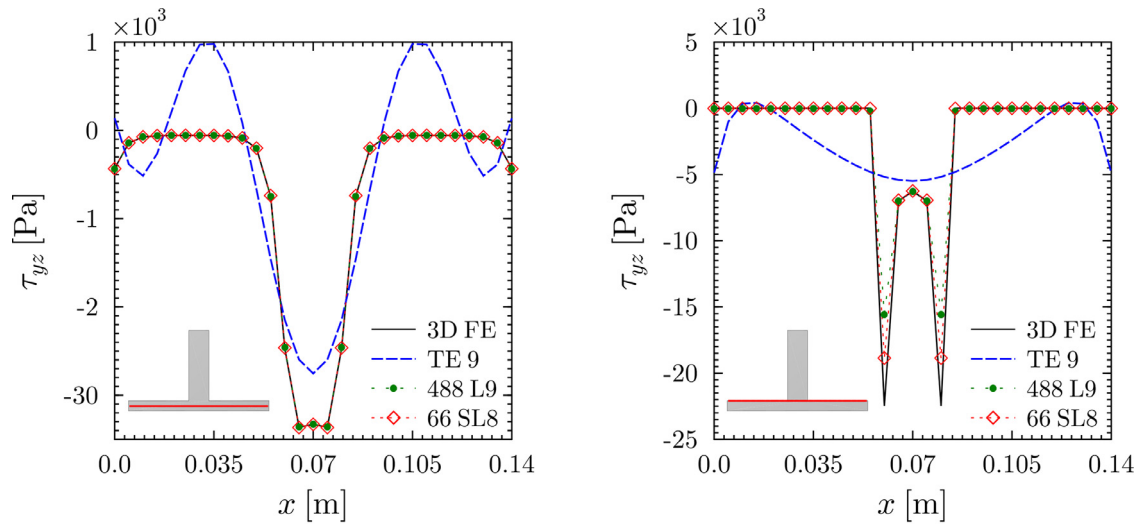 ×10³
1
0
-1
-2
-30
τyz [Pa]
0.0 0.035 0.07 0.105 0.14
x [m]
3D FE
TE 9
488 L9
66 SL8
×10³
5
0
-5
-10
-15
-20
-25
τyz [Pa]
0.0 0.035 0.07 0.105 0.14
x [m]
3D FE
TE 9
488 L9
66 SL8